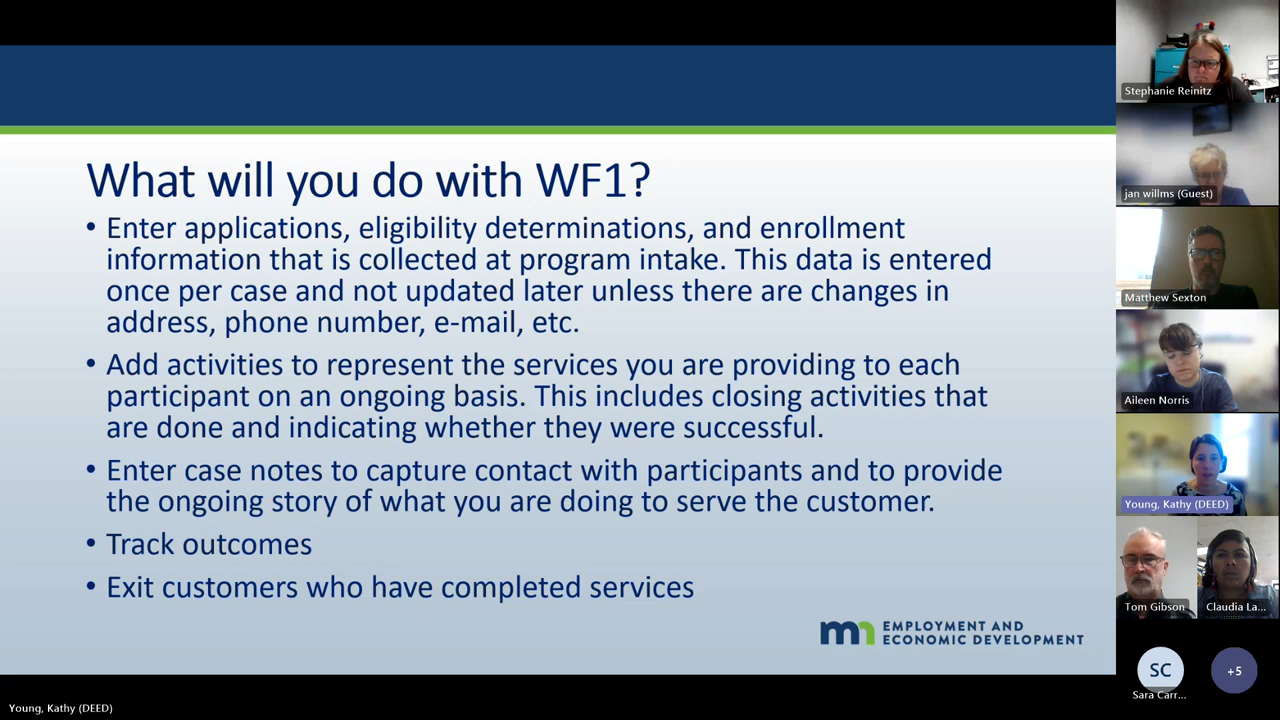 What will you do with WF1?
• Enter applications, eligibility determinations, and enrollment
information that is collected at program intake. This data is entered
once per case and not updated later unless there are changes in
address, phone number, e-mail, etc.
• Add activities to represent the services you are providing to each
participant on an ongoing basis. This includes closing activities that
are done and indicating whether they were successful.
• Enter case notes to capture contact with participants and to provide
the ongoing story of what you are doing to serve the customer.
• Track outcomes
• Exit customers who have completed services
mn EMPLOYMENT AND
ECONOMIC DEVELOPMENT
Young, Kathy (DEED)
Stephanie Reinitz
jan willms (Guest)
Matthew Sexton
Aileen Norris
Young, Kathy (DEED)
Tom Gibson
Claudia La...
SC
Sara Carr...
+5